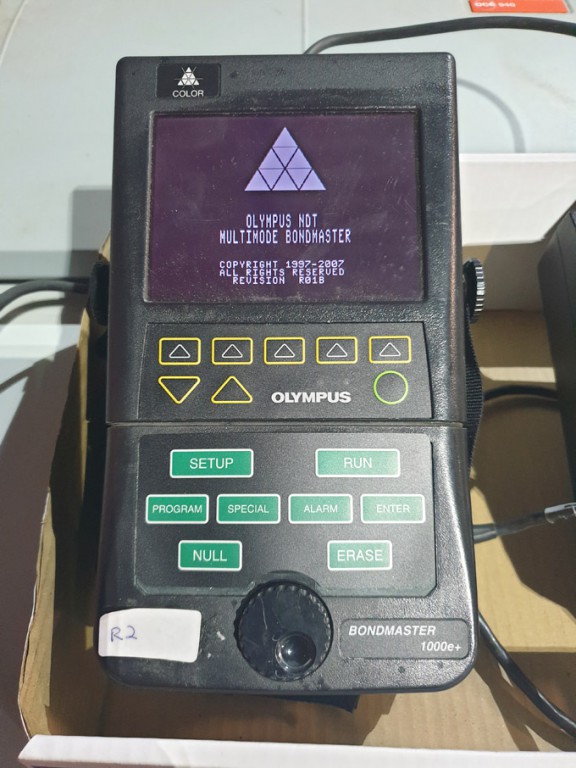 COLOR
OLYMPUS NDT
MULTIMODE BONDMASTER
COPYRIGHT 1997-2007
ALL RIGHTS RESERVED
REVISION R01B
OLYMPUS
SETUP RUN
PROGRAM SPECIAL ALARM ENTER
NULL ERASE
R2
BONDMASTER
1000e+